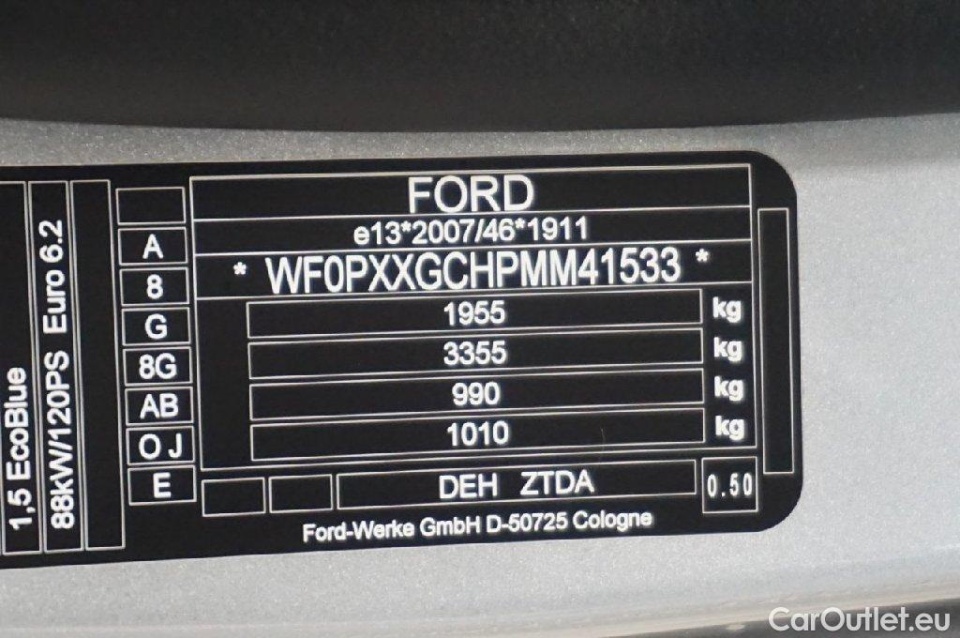 FORD
e13*2007/46*1911
* WF0PXXGCHPMM41533 *
1955 kg
3355 kg
990 kg
1010 kg
DEH ZTDA 0.50
Ford-Werke GmbH D-50725 Cologne
A
8
G
8G
AB
O J
E
1,5 EcoBlue
88kW/120PS Euro 6.2
CarOutlet.eu